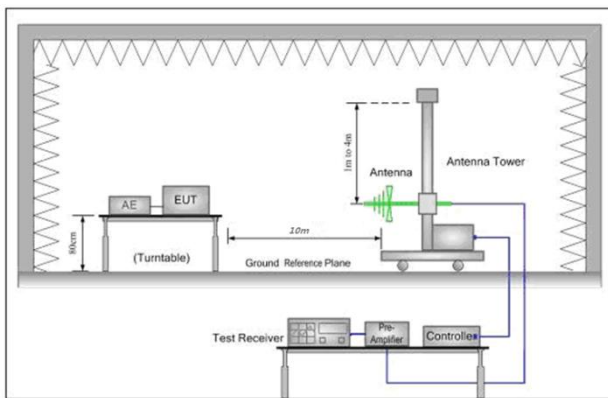 1m to 4m
Antenna
Antenna Tower
AE
EUT
80cm
(Turntable)
10m
Ground Reference Plane
Test Receiver
Pre-
Amplifier
Controller